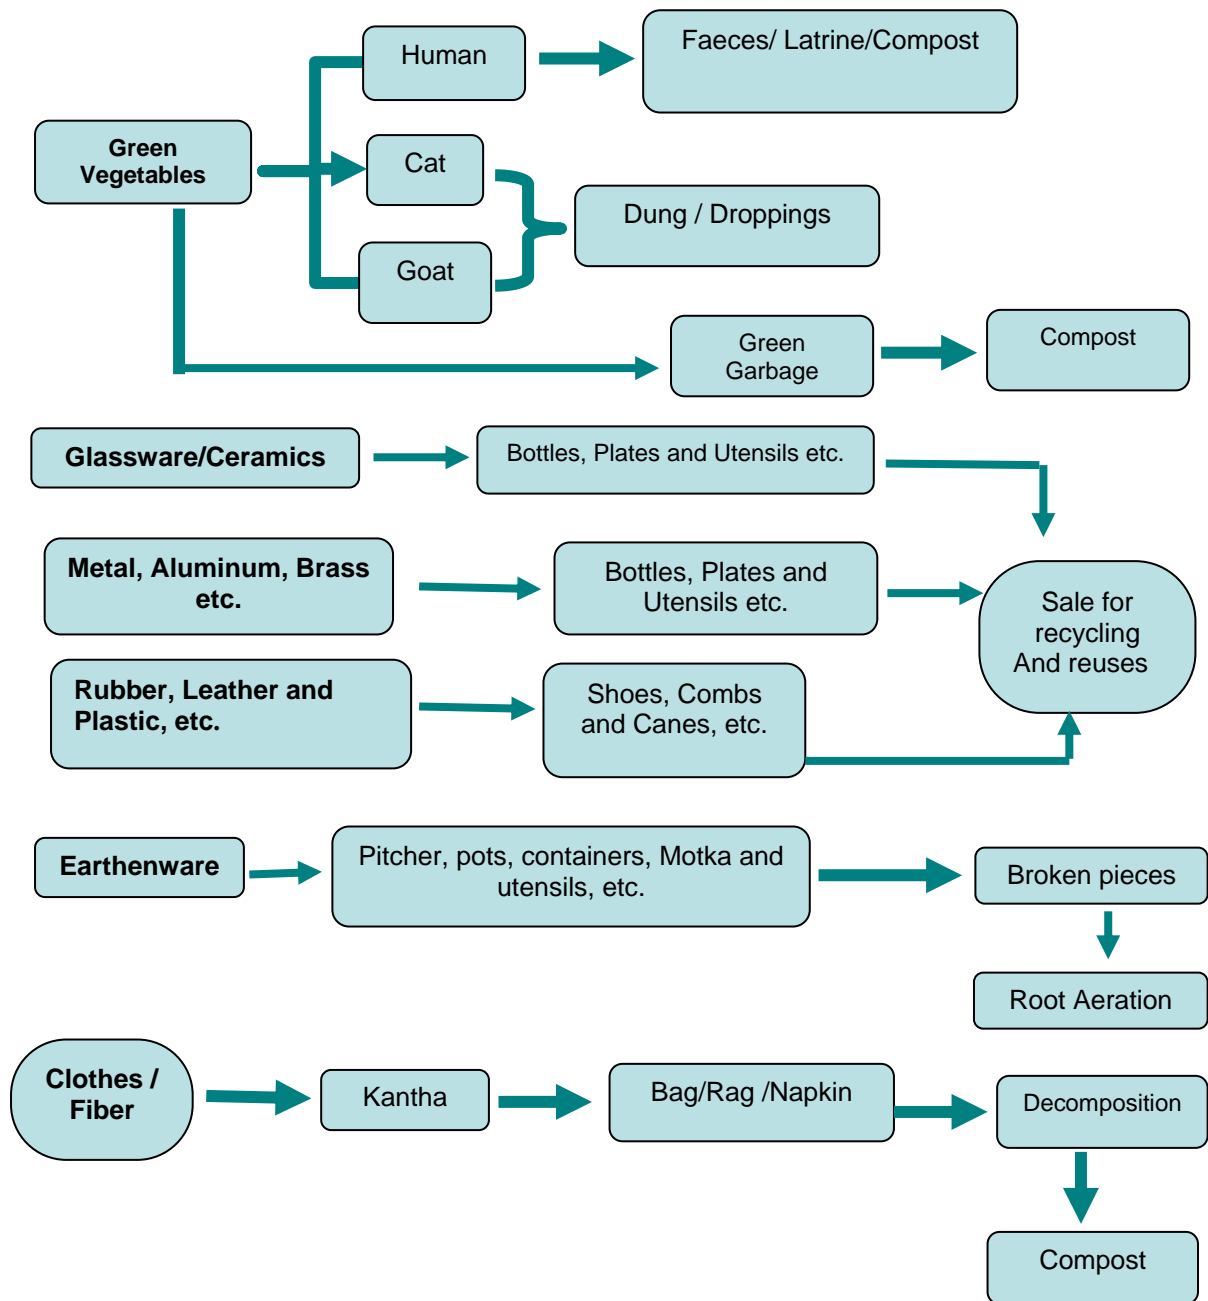 Human
Faeces/ Latrine/Compost
Green
Vegetables
Cat
Dung / Droppings
Goat
Green
Garbage
Compost
Glassware/Ceramics
Bottles, Plates and Utensils etc.
Metal, Aluminum, Brass
etc.
Bottles, Plates and
Utensils etc.
Sale for
recycling
And reuses
Rubber, Leather and
Plastic, etc.
Shoes, Combs
and Canes, etc.
Earthenware
Pitcher, pots, containers, Motka and
utensils, etc.
Broken pieces
Root Aeration
Clothes /
Fiber
Kantha
Bag/Rag /Napkin
Decomposition
Compost